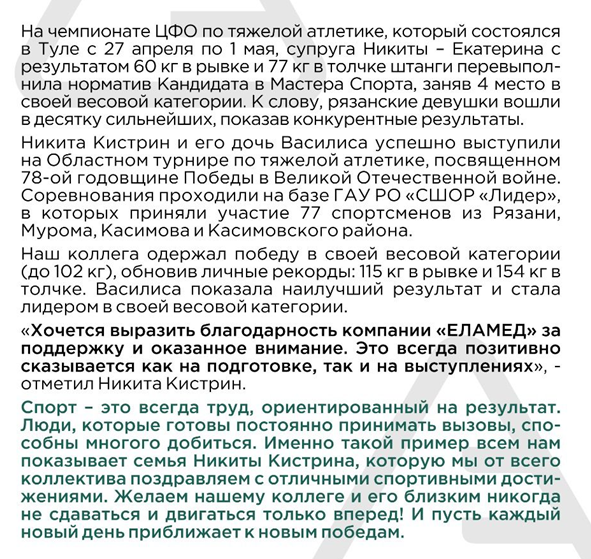 На чемпионате ЦФО по тяжелой атлетике, который состоялся
в Туле с 27 апреля по 1 мая, супруга Никиты – Екатерина с
результатом 60 кг в рывке и 77 кг в толчке штанги перевыпол-
нила норматив Кандидата в Мастера Спорта, заняв 4 место в
своей весовой категории. К слову, рязанские девушки вошли
в десятку сильнейших, показав конкурентные результаты.
Никита Кистрин и его дочь Василиса успешно выступили
на Областном турнире по тяжелой атлетике, посвященном
78-ой годовщине Победы в Великой Отечественной войне.
Соревнования проходили на базе ГАУ РО «СШОР «Лидер»,
в которых приняли участие 77 спортсменов из Рязани,
Мурома, Касимова и Касимовского района.
Наш коллега одержал победу в своей весовой категории
(до 102 кг), обновив личные рекорды: 115 кг в рывке и 154 кг в
толчке. Василиса показала наилучший результат и стала
лидером в своей весовой категории.
«Хочется выразить благодарность компании «ЕЛАМЕД» за
поддержку и оказанное внимание. Это всегда позитивно
сказывается как на подготовке, так и на выступлениях», -
отметил Никита Кистрин.
Спорт – это всегда труд, ориентированный на результат.
Люди, которые готовы постоянно принимать вызовы, спо-
собны многого добиться. Именно такой пример всем нам
показывает семья Никиты Кистрина, которую мы от всего
коллектива поздравляем с отличными спортивными дости-
жениями. Желаем нашему коллеге и его близким никогда
не сдаваться и двигаться только вперед! И пусть каждый
новый день приближает к новым победам.